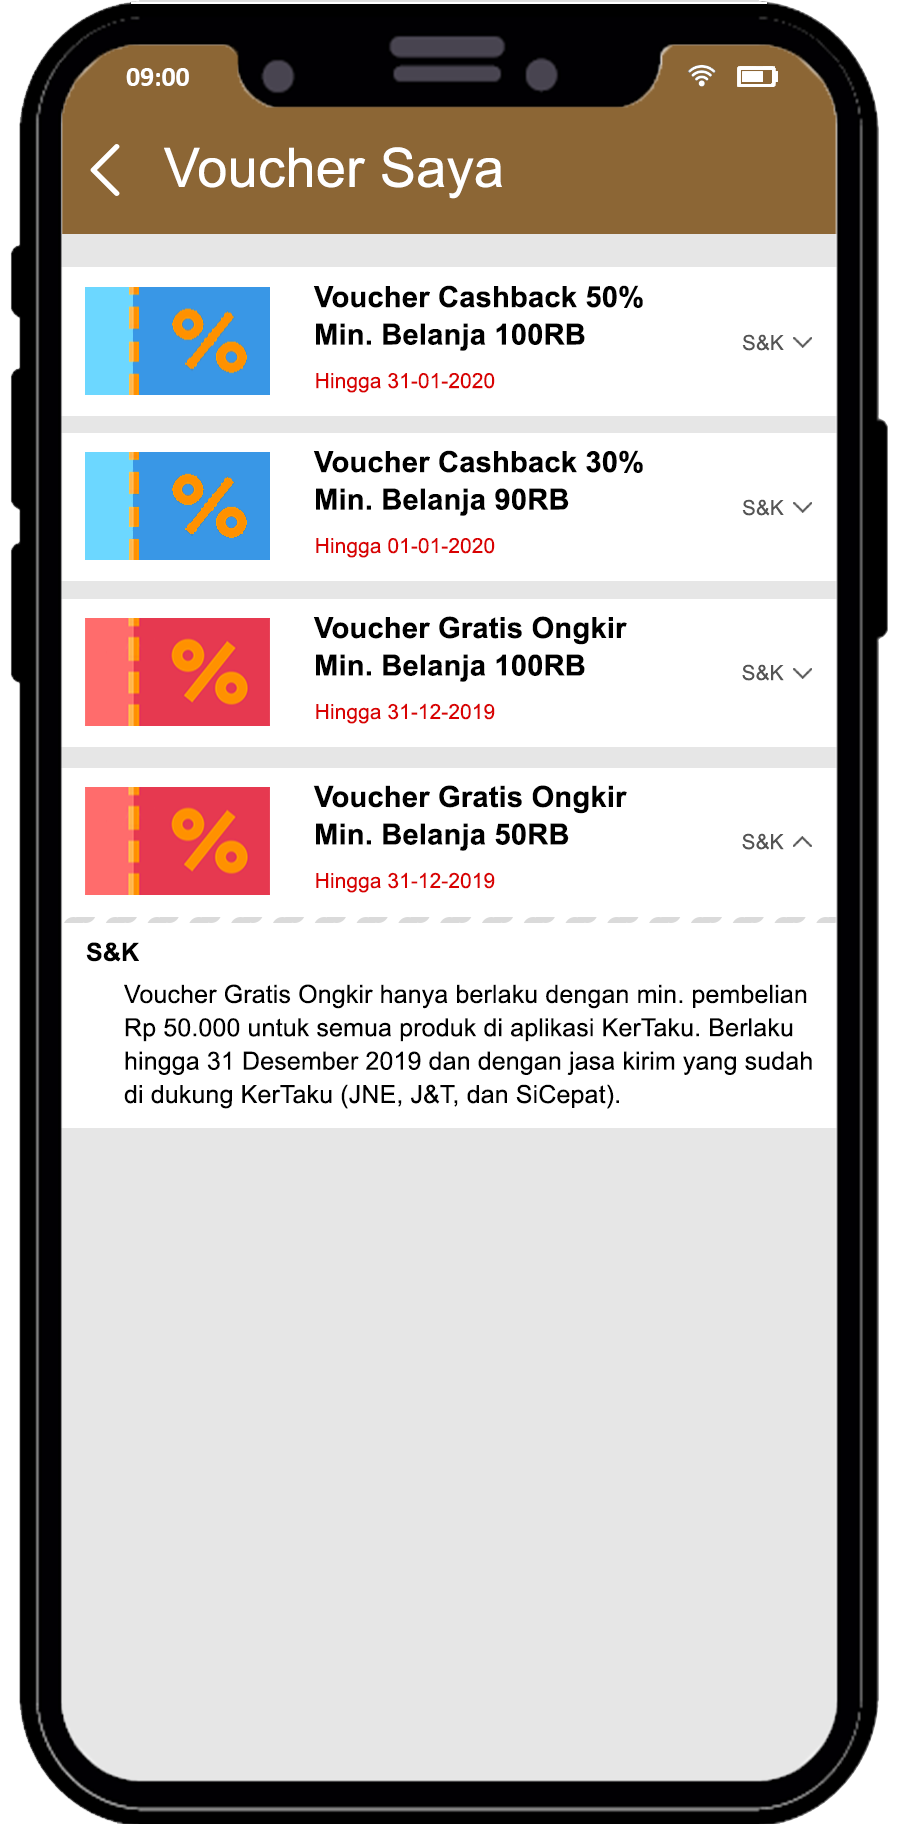 09:00
Voucher Saya
Voucher Cashback 50%
Min. Belanja 100RB
Hingga 31-01-2020
S&K
Voucher Cashback 30%
Min. Belanja 90RB
Hingga 01-01-2020
S&K
Voucher Gratis Ongkir
Min. Belanja 100RB
Hingga 31-12-2019
S&K
Voucher Gratis Ongkir
Min. Belanja 50RB
Hingga 31-12-2019
S&K
S&K
Voucher Gratis Ongkir hanya berlaku dengan min. pembelian
Rp 50.000 untuk semua produk di aplikasi KerTaku. Berlaku
hingga 31 Desember 2019 dan dengan jasa kirim yang sudah
di dukung KerTaku (JNE, J&T, dan SiCepat).